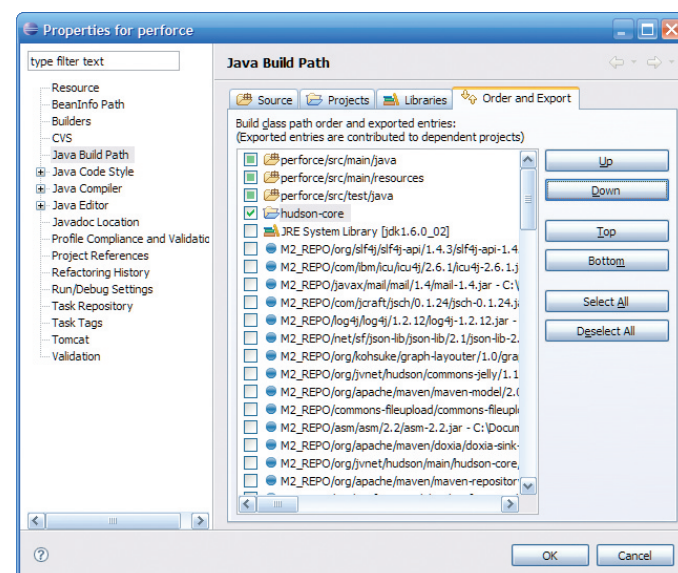 Properties for perforce
type filter text
Java Build Path
Resource
BeanInfo Path
Builders
CVS
Java Build Path
Java Code Style
Java Compiler
Java Editor
Javadoc Location
Profile Compliance and Validatic
Project References
Refactoring History
Run/Debug Settings
Task Repository
Task Tags
Tomcat
Validation
Source Projects Libraries Order and Export
Build class path order and exported entries:
(Exported entries are contributed to dependent projects)
perforce/src/main/java
perforce/src/main/resources
perforce/src/test/java
hudson-core
JRE System Library [jdk1.6.0_02]
M2_REPO/org/slf4j/slf4j-api/1.4.3/slf4j-api-1.4
M2_REPO/com/ibm/icu/icu4j/2.6.1/icu4j-2.6.1.j
M2_REPO/javax/mail/mail/1.4/mail-1.4.jar - C:\
M2_REPO/com/jcraft/jsch/0.1.24/jsch-0.1.24.j
M2_REPO/log4j/log4j/1.2.12/log4j-1.2.12.jar -
M2_REPO/net/sf/json-lib/json-lib/2.1/json-lib-2.
M2_REPO/org/kohsuke/graph-layouter/1.0/gra
M2_REPO/org/jvnet/hudson/commons-jelly/1.1
M2_REPO/org/apache/maven/maven-model/2.0
M2_REPO/commons-fileupload/commons-fileupl
M2_REPO/asm/asm/2.2/asm-2.2.jar - C:\Docum
M2_REPO/org/apache/maven/doxia/doxia-sink-
M2_REPO/org/jvnet/hudson/main/hudson-core,
M2_REPO/org/apache/maven/maven-repositor
Up
Down
Top
Bottom
Select All
Deselect All
OK
Cancel